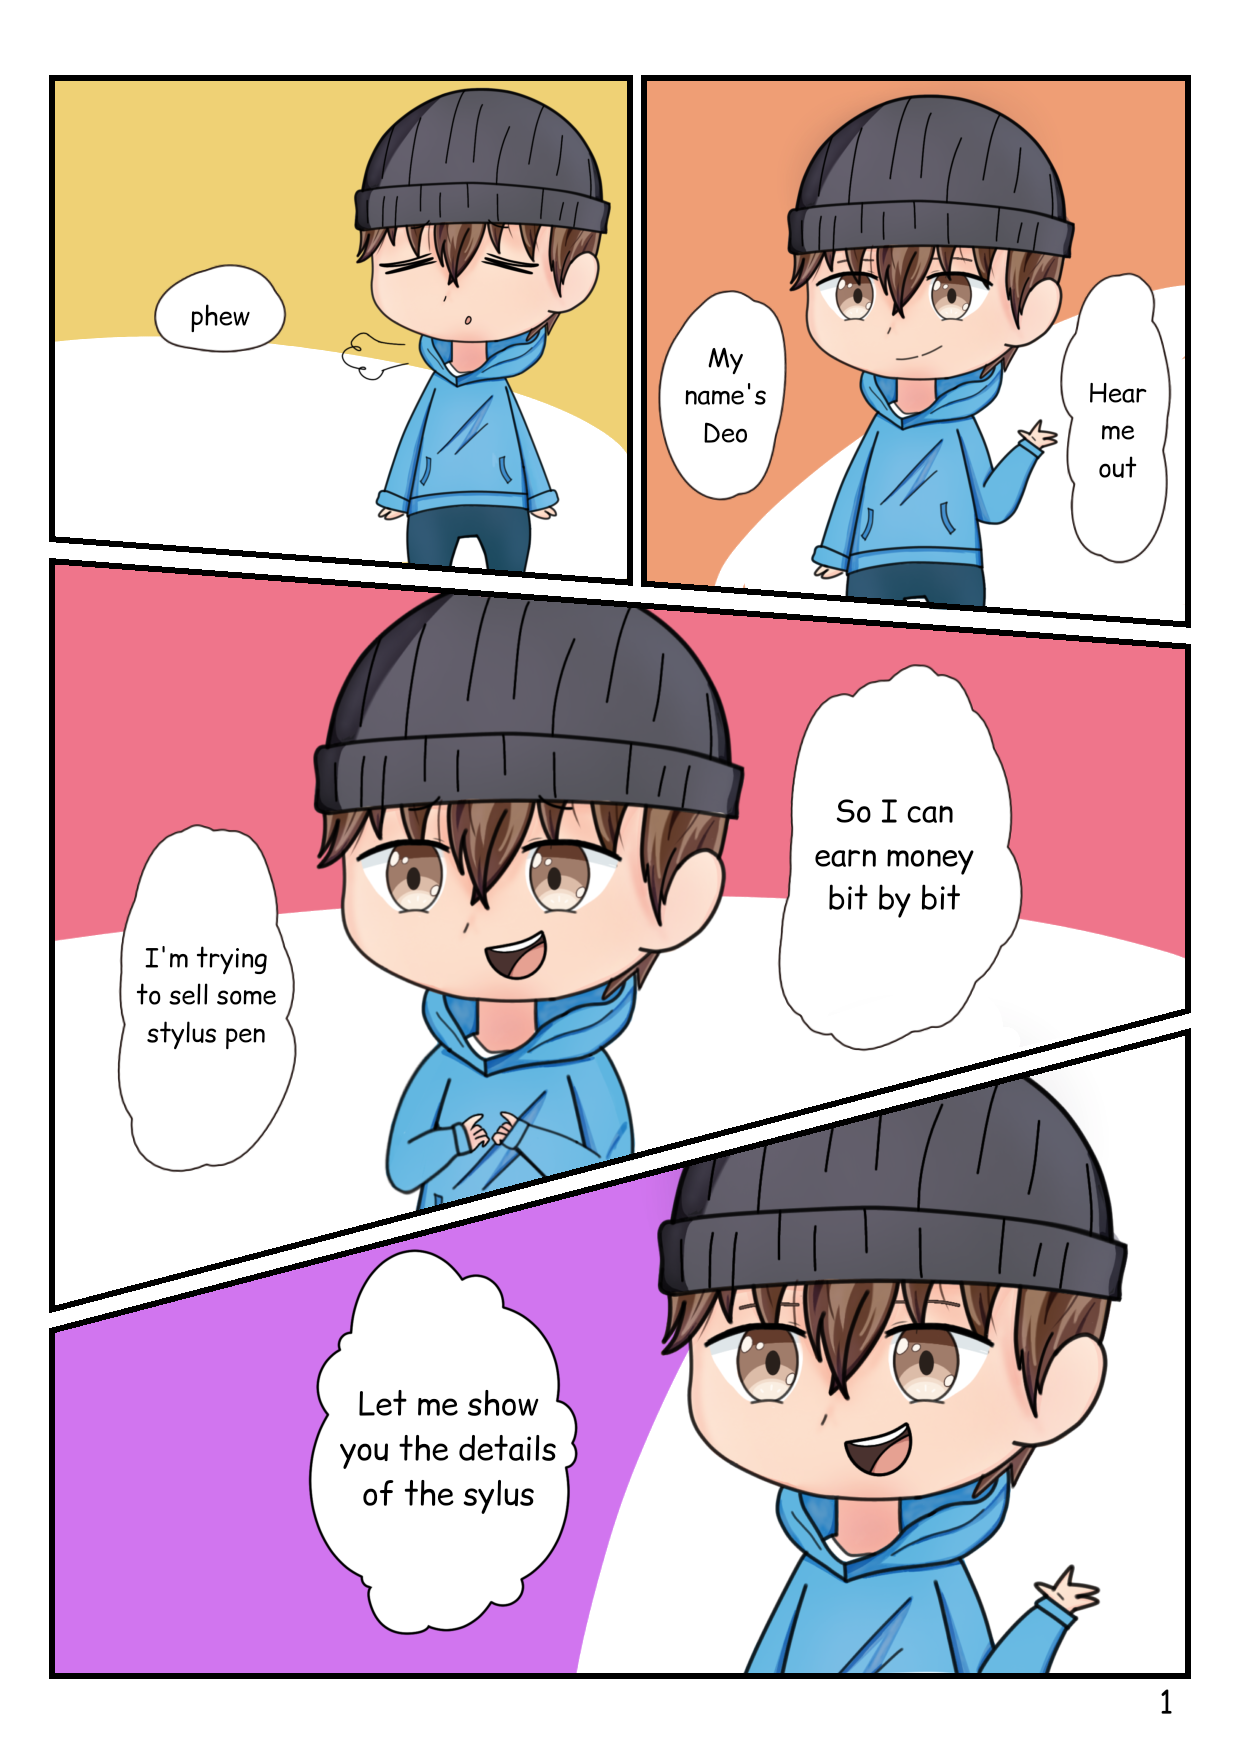 phew
My
name's
Deo
Hear
me
out
I'm trying
to sell some
stylus pen
So I can
earn money
bit by bit
Let me show
you the details
of the sylus
1